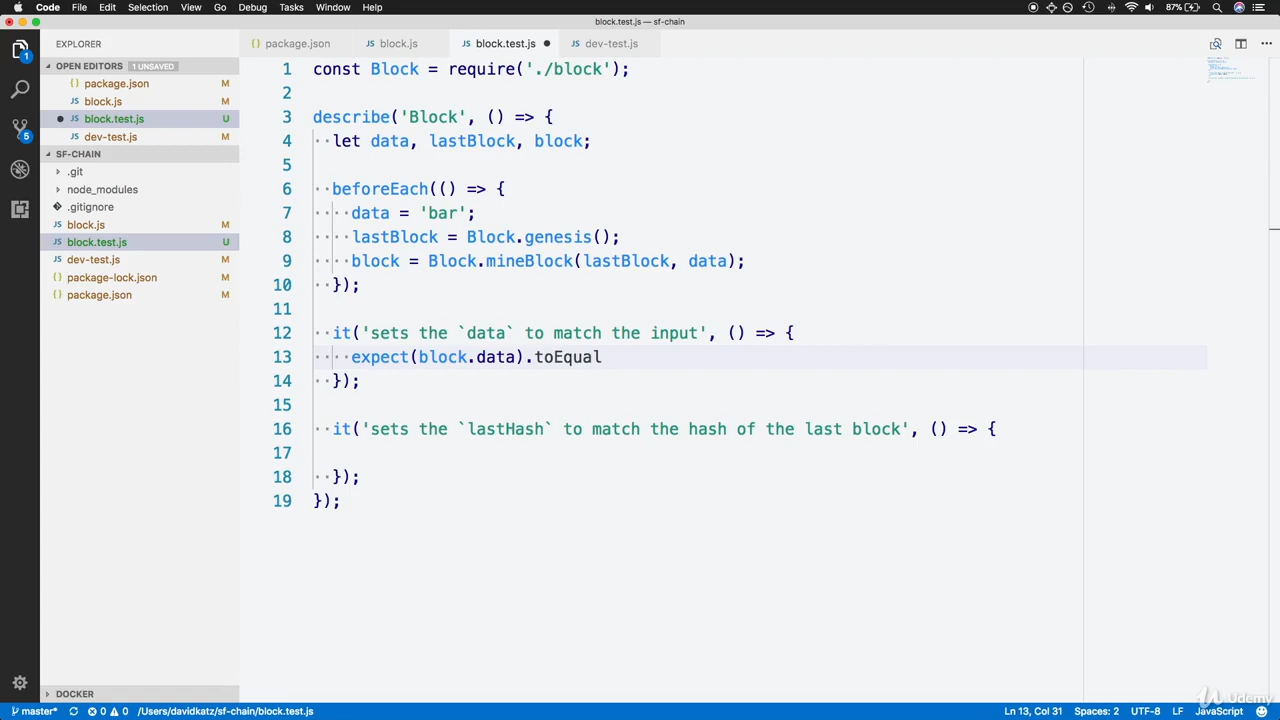 Code File Edit Selection View Go Debug Tasks Window Help 87%
block.test.js — sf-chain
EXPLORER
package.json
block.js
block.test.js
dev-test.js
OPEN EDITORS 1 UNSAVED
package.json M
JS block.js M
JS block.test.js U
JS dev-test.js M
SF-CHAIN
.git
node_modules
.gitignore
JS block.js M
JS block.test.js U
JS dev-test.js M
{} package-lock.json M
{} package.json M
DOCKER
1 const Block = require('./block');
2
3 describe('Block', () => {
4 let data, lastBlock, block;
5
6 beforeEach(() => {
7 data = 'bar';
8 lastBlock = Block.genesis();
9 block = Block.mineBlock(lastBlock, data);
10 });
11
12 it('sets the `data` to match the input', () => {
13 expect(block.data).toEqual
14 });
15
16 it('sets the `lastHash` to match the hash of the last block', () => {
17
18 });
19 });
Udemy
master* 0 0 /Users/davidkatz/sf-chain/block.test.js Ln 13, Col 31 Spaces: 2 UTF-8 LF JavaScript